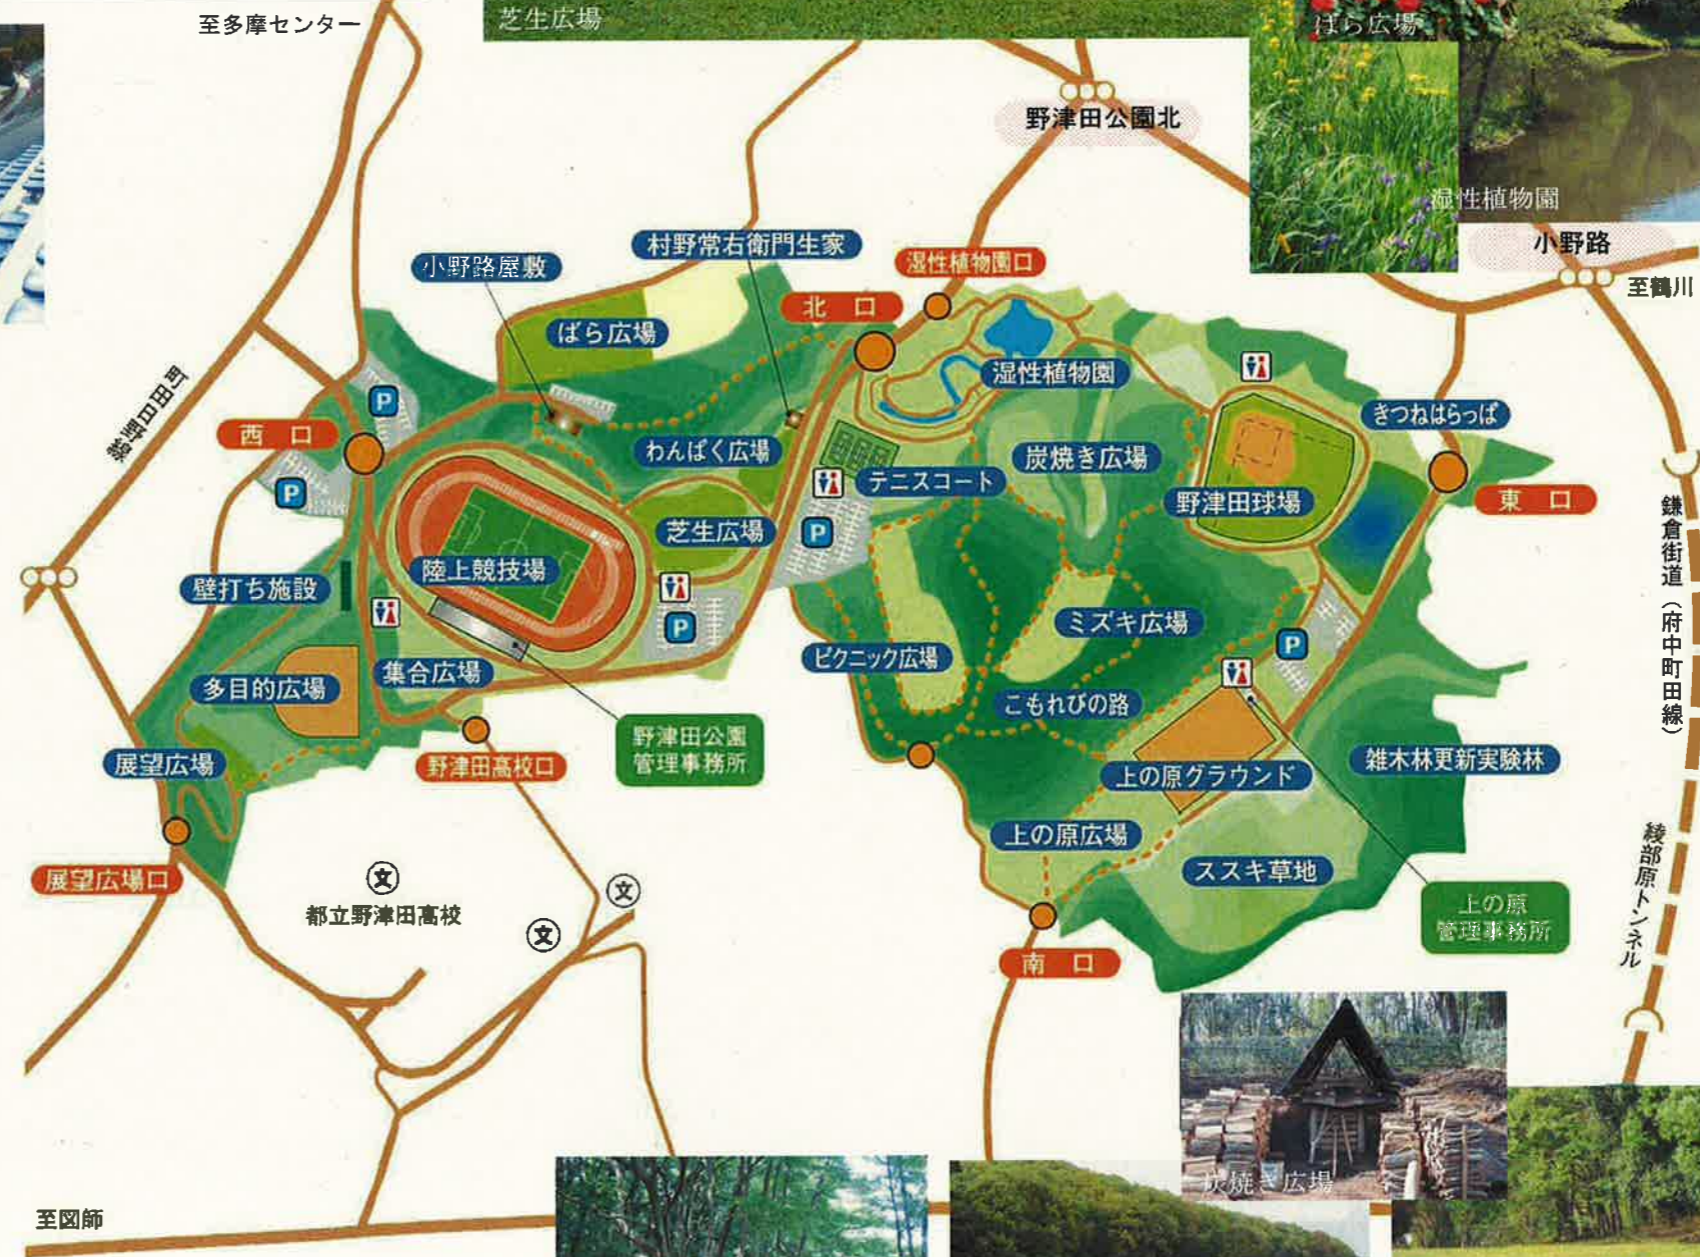 至多摩センター
芝生広場
ばら広場
野津田公園北
湿性植物園
小野路
至鶴川
村野常右衛門生家
小野路屋敷
湿性植物園口
北口
ばら広場
湿性植物園
きつねはらっぱ
西口
わんぱく広場
炭焼き広場
テニスコート
野津田球場
東口
芝生広場
陸上競技場
壁打ち施設
鎌倉街道(府中町田線)
ミズキ広場
ピクニック広場
集合広場
多目的広場
こもれびの路
野津田公園
管理事務所
展望広場
野津田高校口
上の原グラウンド
雑木林更新実験林
上の原広場
ススキ草地
展望広場口
文
文
文
都立野津田高校
上の原
管理事務所
綾部原トンネル
南口
炭焼き広場
至図師
P
P
P
P
P